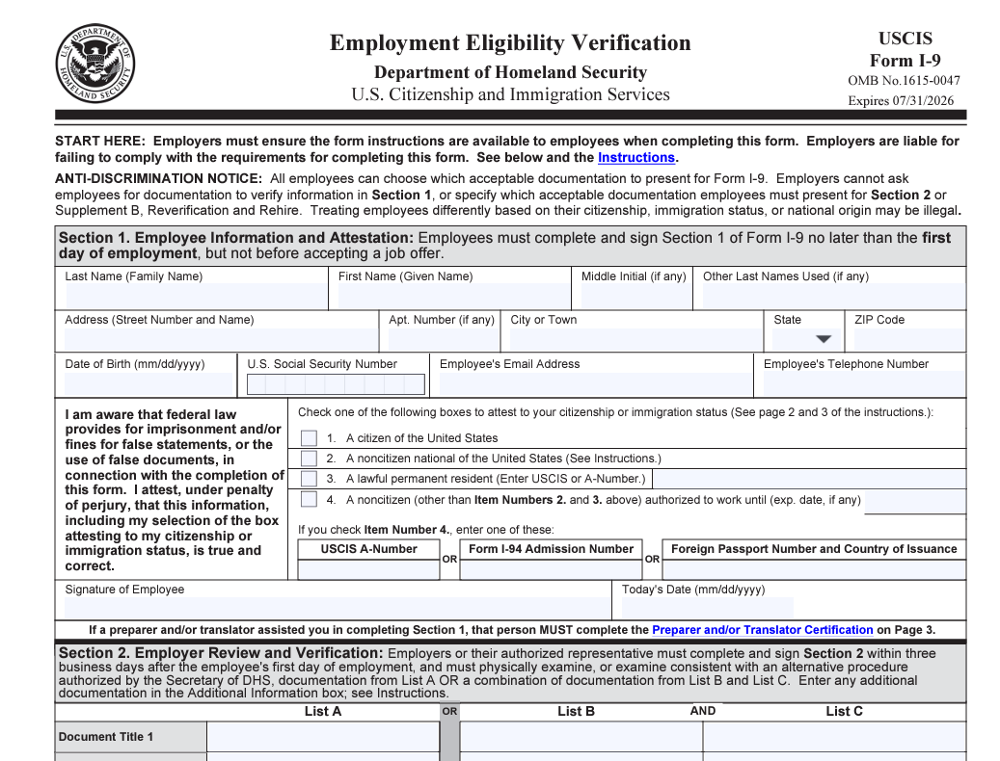 U.S. DEPARTMENT OF HOMELAND SECURITY
Employment Eligibility Verification
Department of Homeland Security
U.S. Citizenship and Immigration Services
USCIS
Form I-9
OMB No.1615-0047
Expires 07/31/2026
START HERE: Employers must ensure the form instructions are available to employees when completing this form. Employers are liable for
failing to comply with the requirements for completing this form. See below and the Instructions.
ANTI-DISCRIMINATION NOTICE: All employees can choose which acceptable documentation to present for Form I-9. Employers cannot ask
employees for documentation to verify information in Section 1, or specify which acceptable documentation employees must present for Section 2 or
Supplement B, Reverification and Rehire. Treating employees differently based on their citizenship, immigration status, or national origin may be illegal.
Section 1. Employee Information and Attestation: Employees must complete and sign Section 1 of Form I-9 no later than the first
day of employment, but not before accepting a job offer.
Last Name (Family Name)
First Name (Given Name)
Middle Initial (if any)
Other Last Names Used (if any)
Address (Street Number and Name)
Apt. Number (if any)
City or Town
State
ZIP Code
Date of Birth (mm/dd/yyyy)
U.S. Social Security Number
Employee's Email Address
Employee's Telephone Number
I am aware that federal law
provides for imprisonment and/or
fines for false statements, or the
use of false documents, in
connection with the completion of
this form. I attest, under penalty
of perjury, that this information,
including my selection of the box
attesting to my citizenship or
immigration status, is true and
correct.
Check one of the following boxes to attest to your citizenship or immigration status (See page 2 and 3 of the instructions.):
1. A citizen of the United States
2. A noncitizen national of the United States (See Instructions.)
3. A lawful permanent resident (Enter USCIS or A-Number.)
4. A noncitizen (other than Item Numbers 2. and 3. above) authorized to work until (exp. date, if any)
If you check Item Number 4., enter one of these:
USCIS A-Number
OR
Form I-94 Admission Number
OR
Foreign Passport Number and Country of Issuance
Signature of Employee
Today's Date (mm/dd/yyyy)
If a preparer and/or translator assisted you in completing Section 1, that person MUST complete the Preparer and/or Translator Certification on Page 3.
Section 2. Employer Review and Verification: Employers or their authorized representative must complete and sign Section 2 within three
business days after the employee's first day of employment, and must physically examine, or examine consistent with an alternative procedure
authorized by the Secretary of DHS, documentation from List A OR a combination of documentation from List B and List C. Enter any additional
documentation in the Additional Information box; see Instructions.
List A
OR
List B
AND
List C
Document Title 1